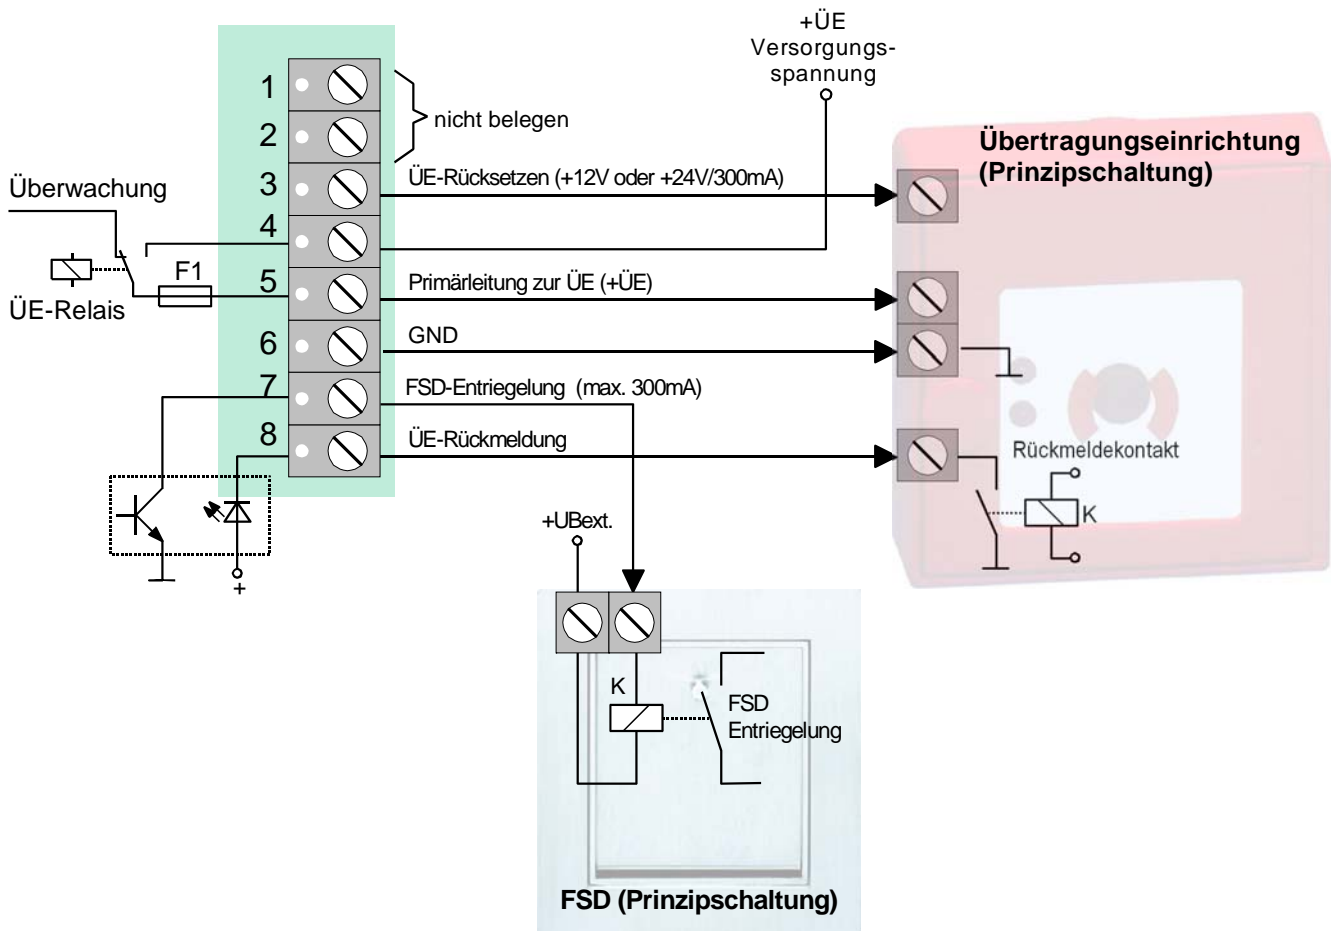 +ÜE
Versorgungs-
spannung
1
2
nicht belegen
Übertragungseinrichtung
(Prinzipschaltung)
3
ÜE-Rücksetzen (+12V oder +24V/300mA)
Überwachung
4
F1
5
Primärleitung zur ÜE (+ÜE)
ÜE-Relais
6
GND
7
FSD-Entriegelung (max. 300mA)
8
ÜE-Rückmeldung
Rückmeldekontakt
K
+UBext.
+
K
FSD
Entriegelung
FSD (Prinzipschaltung)